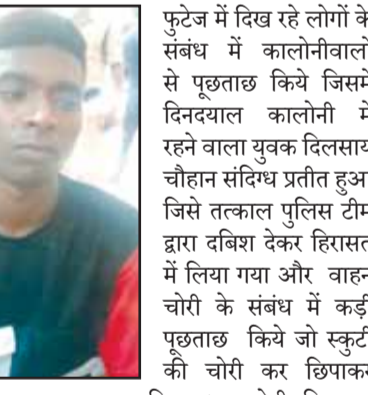 फुटेज में दिख रहे लोगों के
संबंध में कालोनीवालो
से पूछताछ किये जिसमें
दिनदयाल कालोनी में
रहने वाला युवक दिलसाय
चौहान संदिग्ध प्रतीत हुआ
जिसे तत्काल पुलिस टीम
द्वारा दबिश देकर हिरासत
में लिया गया और वाहन
चोरी के संबंध में कड़ी
पूछताछ किये जो स्कुटी
की चोरी कर छिपाकर